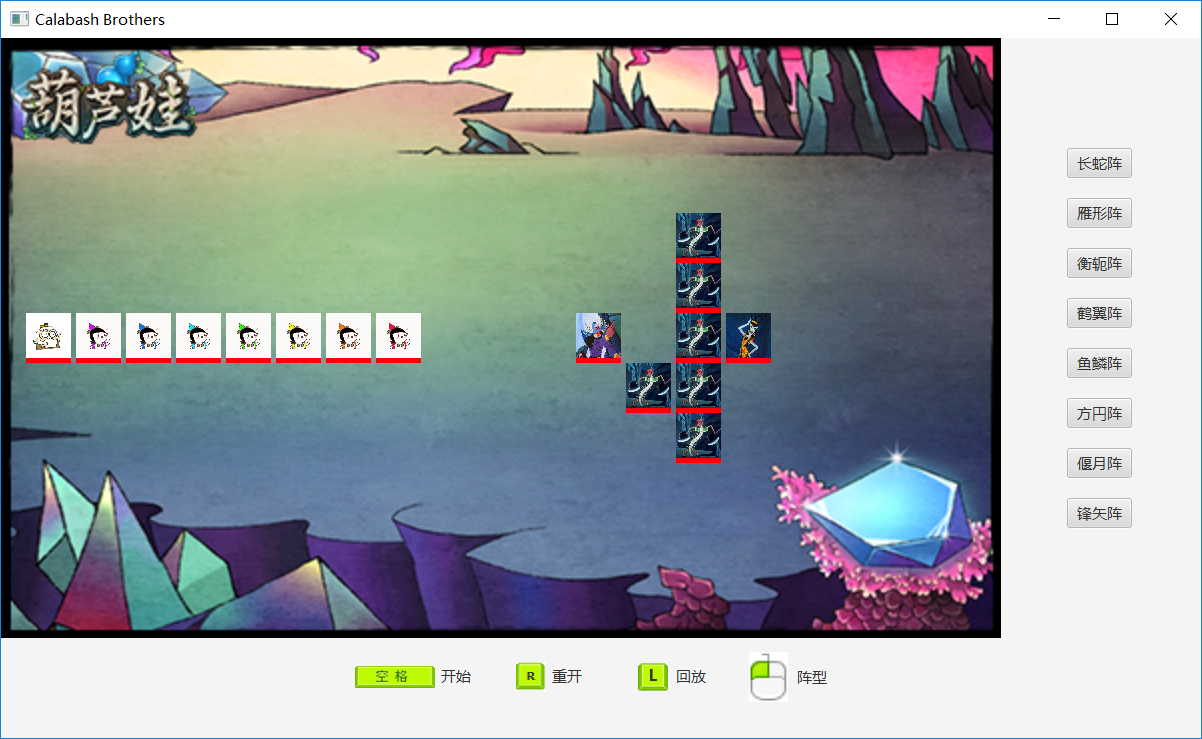 Calabash Brothers
葫芦娃
长蛇阵
雁形阵
衡轭阵
鹤翼阵
鱼鳞阵
方円阵
偃月阵
锋矢阵
空格 开始 R 重开 L 回放 阵型